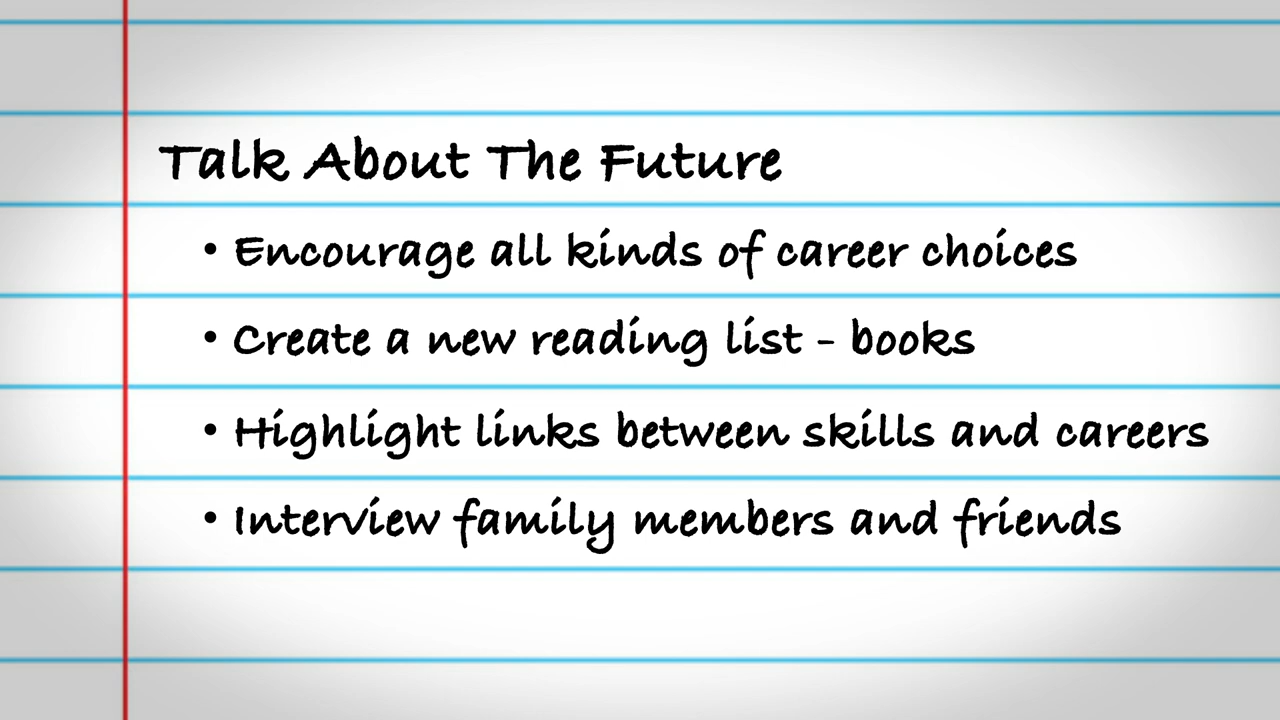 Talk About The Future
• Encourage all kinds of career choices
• Create a new reading list - books
• Highlight links between skills and careers
• Interview family members and friends